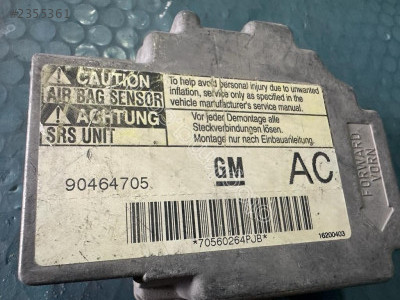 2355361
CAUTION
AIR BAG SENSOR
ACHTUNG
SRS UNIT
To help avoid personal injury due to unwanted
inflation, service only as specified in the
vehicle manufacturer's service manual.
Vor jeder Demontage alle
Steckverbindungen lösen.
Montage nur nach Einbauanleitung.
90464705
GM
AC
*70560264PJB*
16200403
FORWARD
VORN